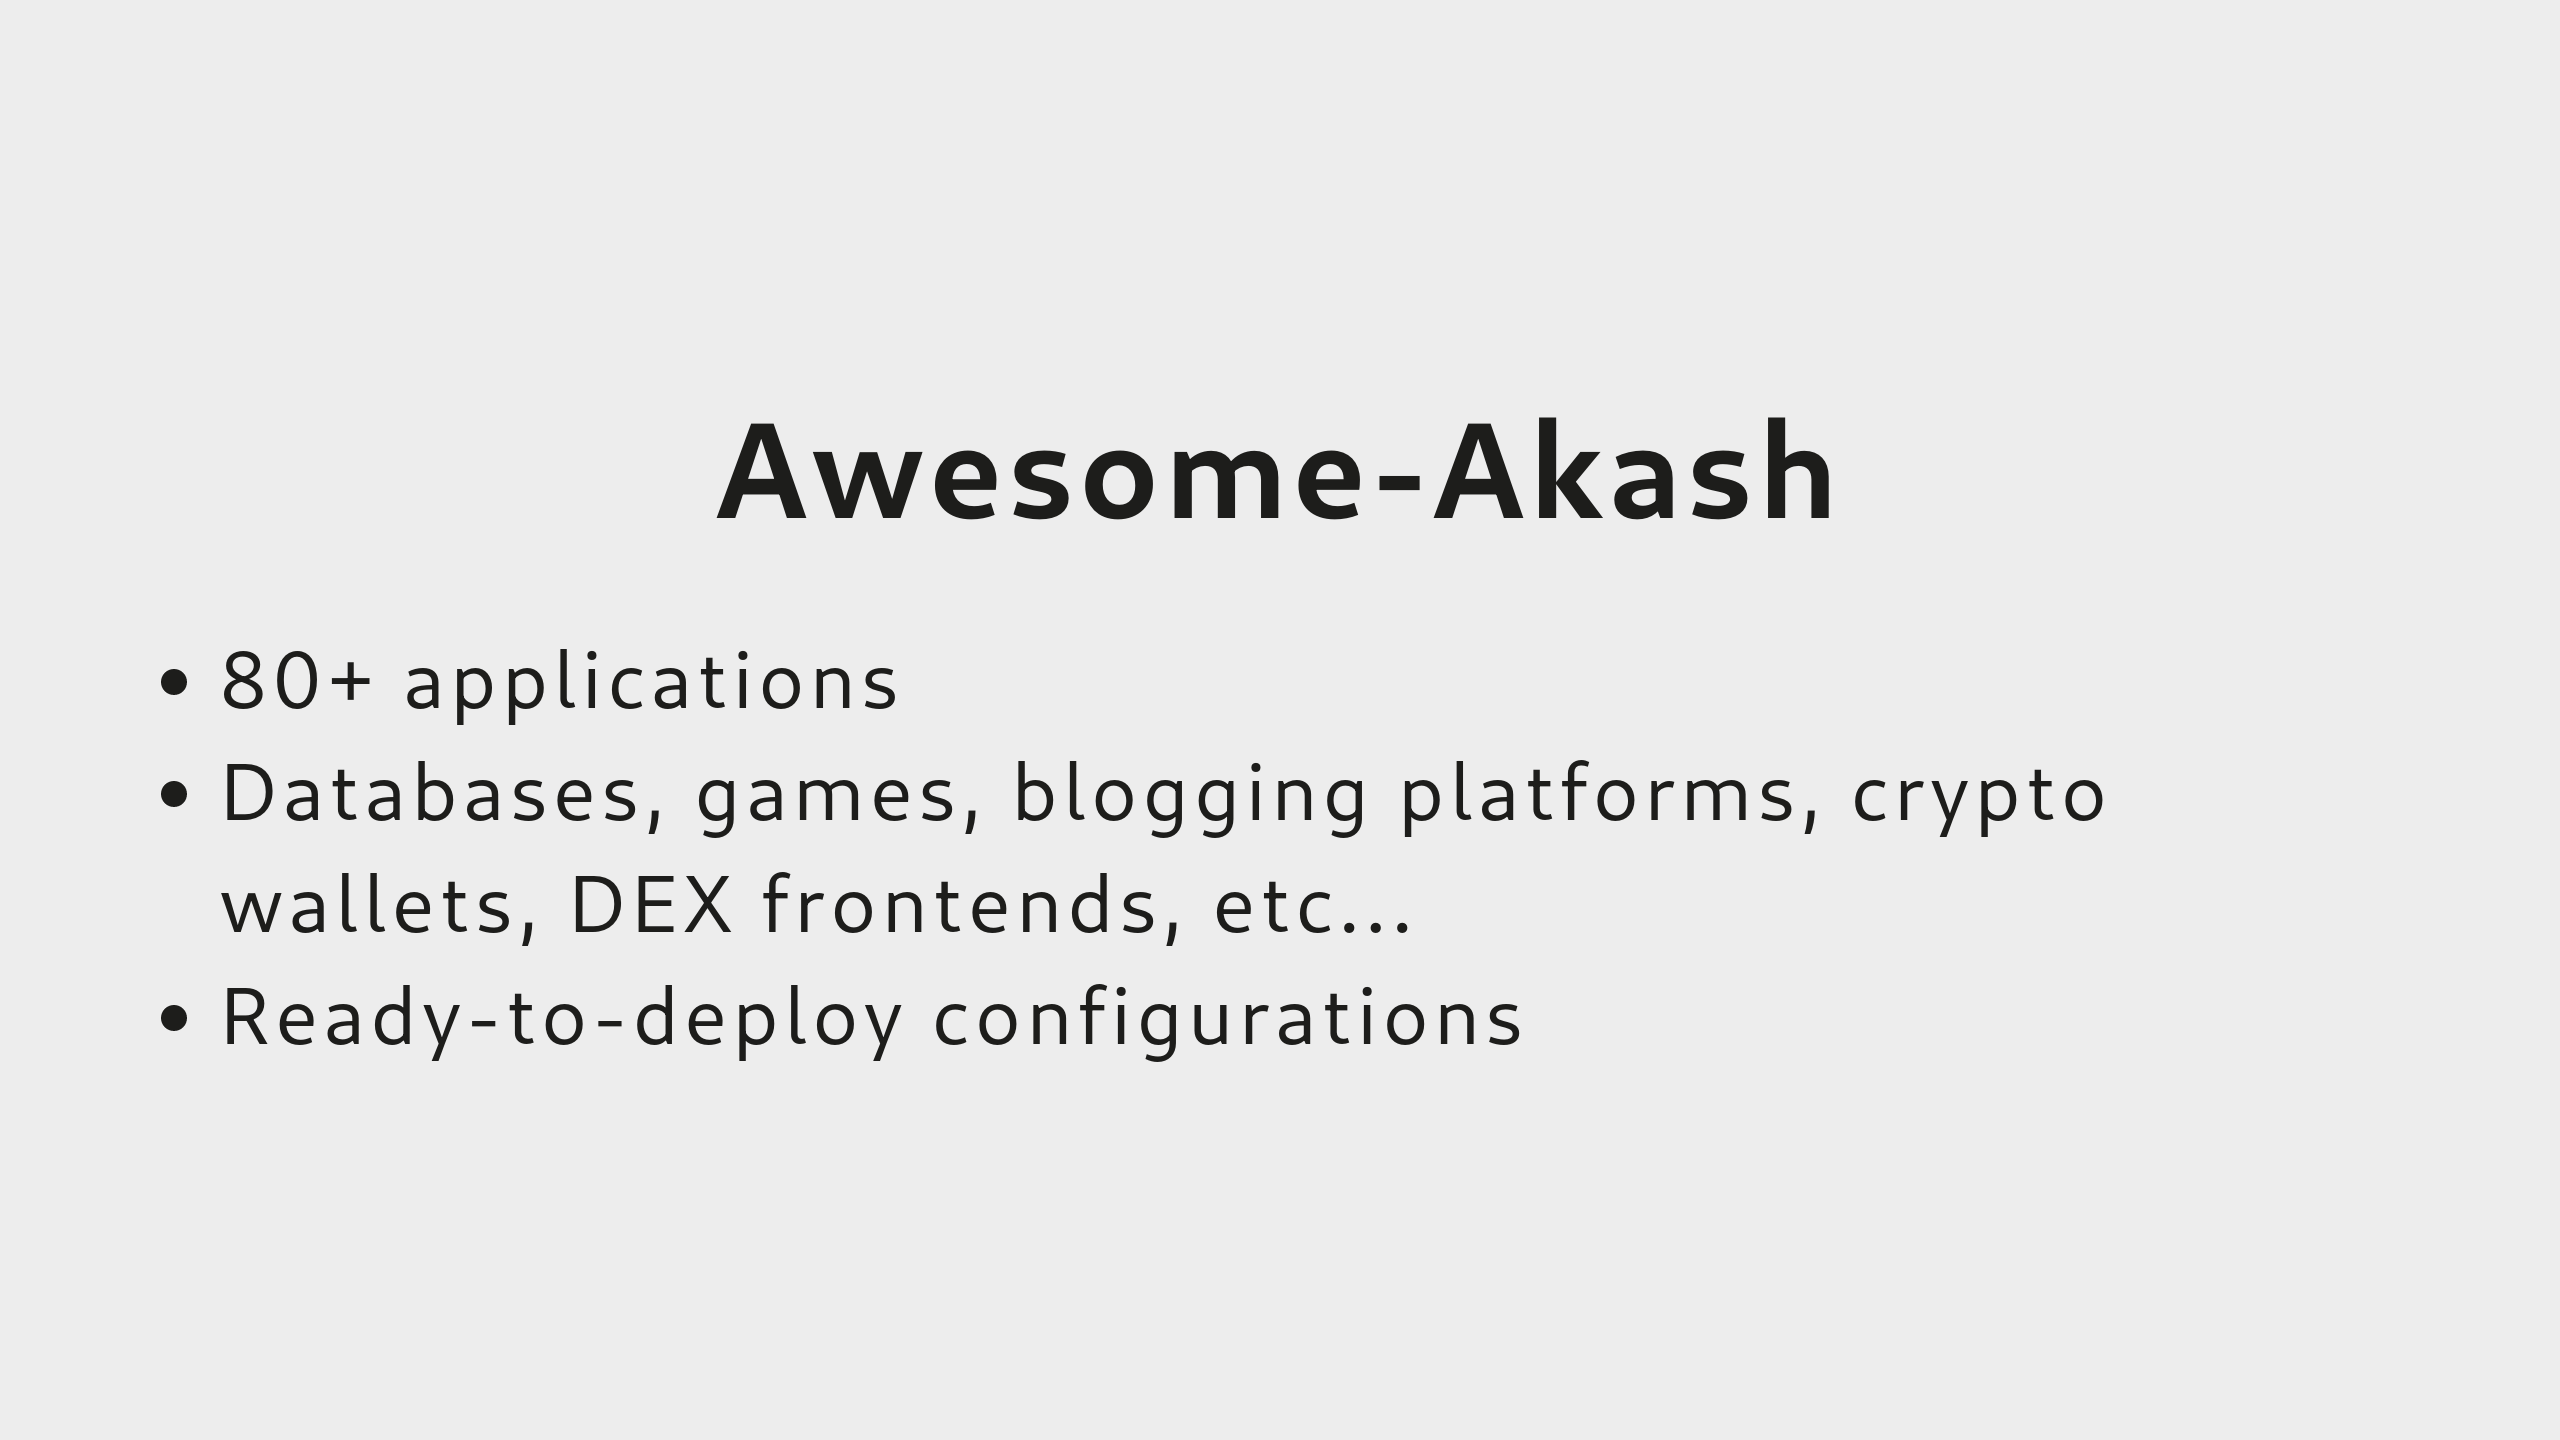 Awesome-Akash
• 80+ applications
• Databases, games, blogging platforms, crypto
wallets, DEX frontends, etc...
• Ready-to-deploy configurations